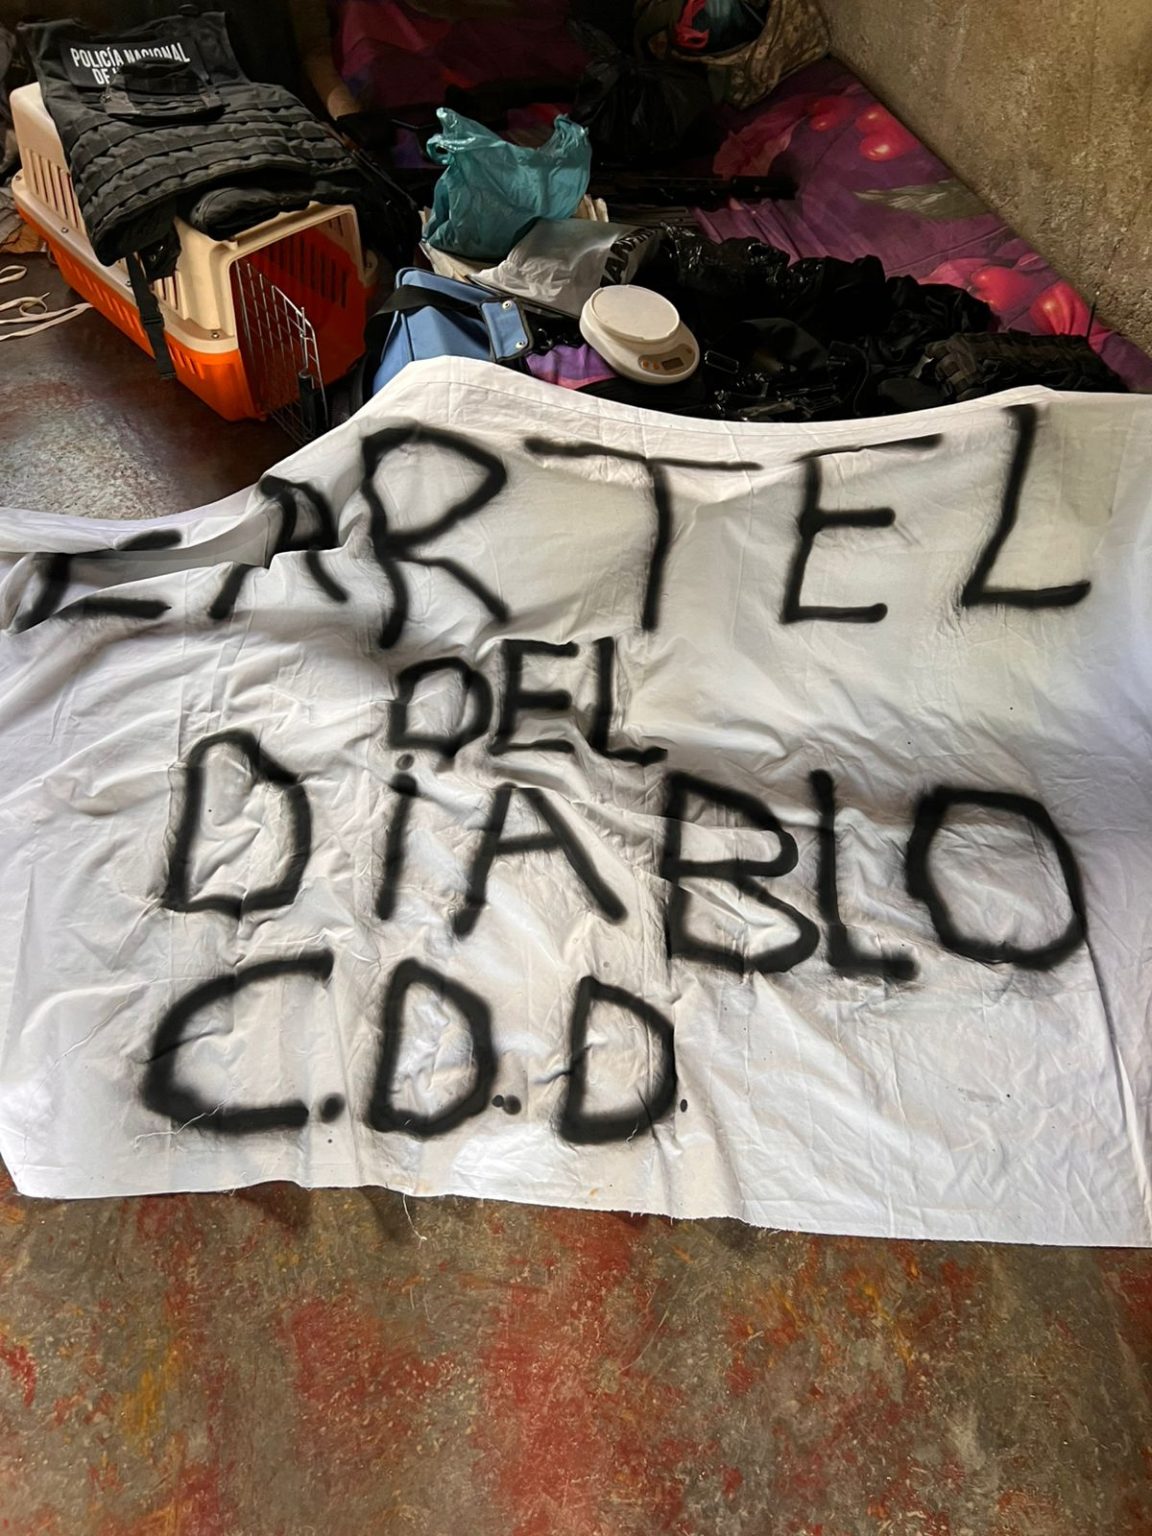 POLICÍA NACIONAL
DE
CARTEL
DEL
DiABLO
C.D.D.